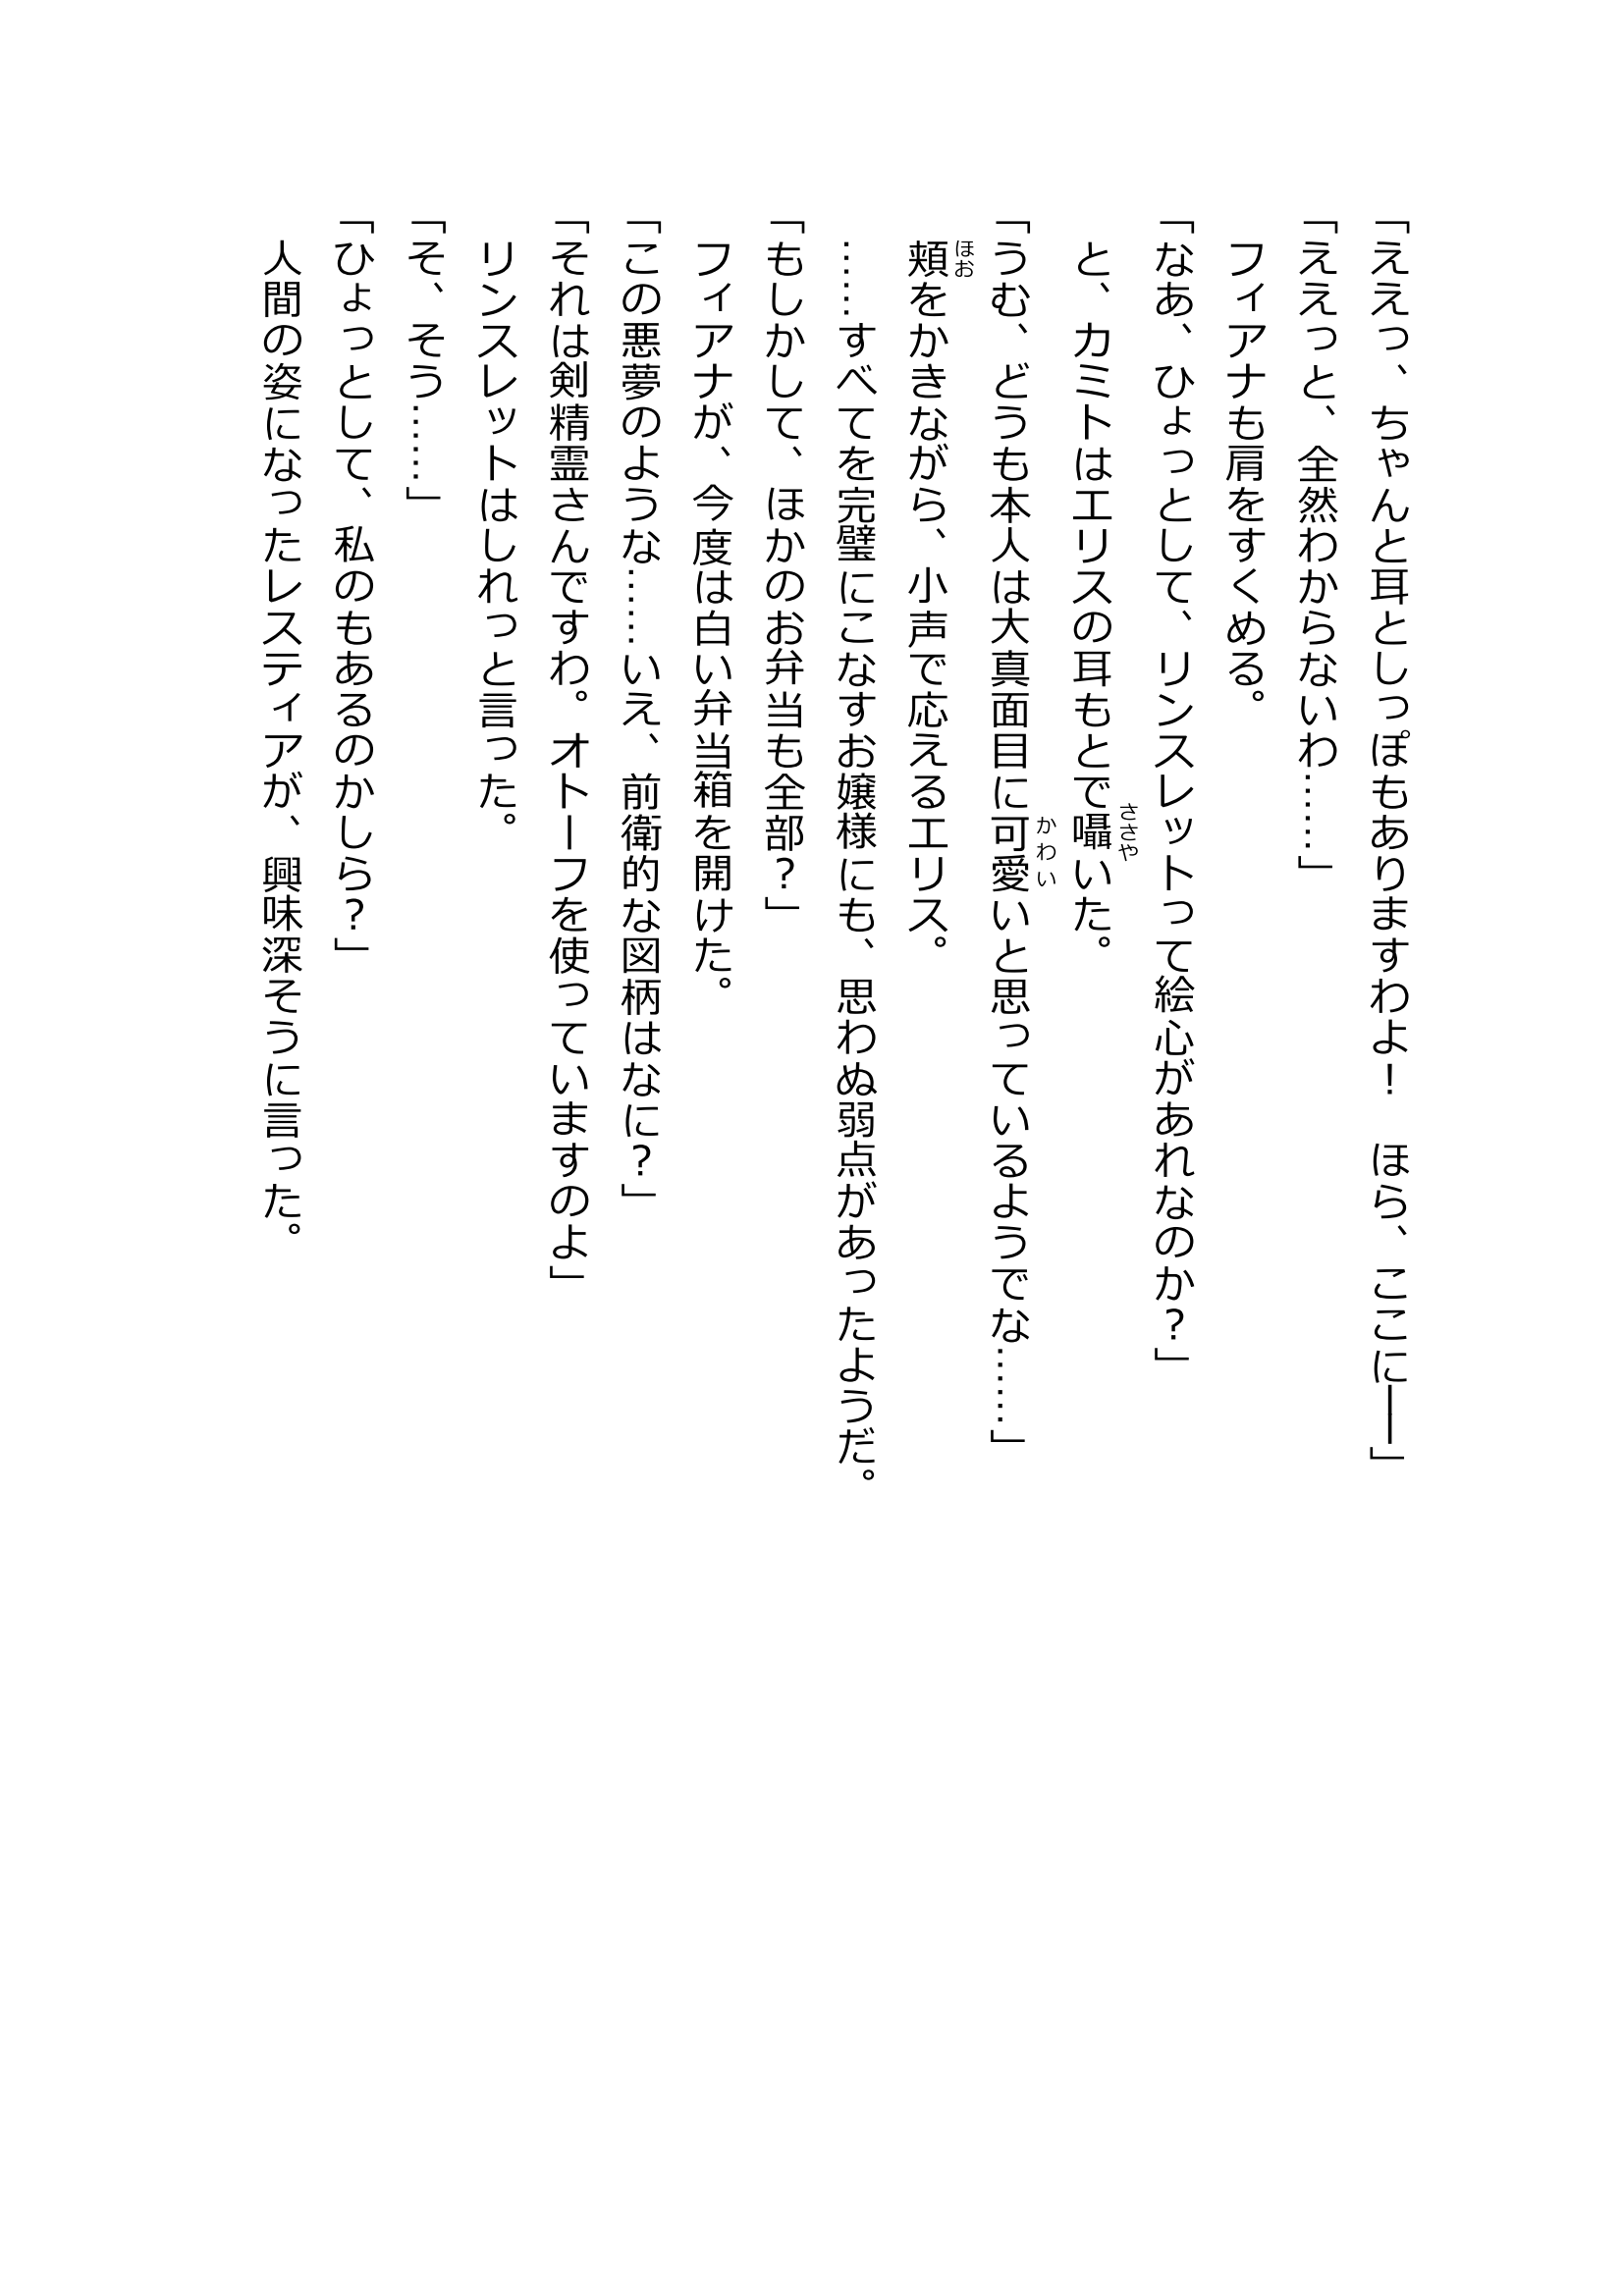 「ええっ、ちゃんと耳としっぽもありますわよ！　ほら、ここに――」
「ええっと、全然わからないわ……」
　フィアナも肩をすくめる。
「なあ、ひょっとして、リンスレットって絵心があれなのか？」
　と、カミトはエリスの耳もとで囁いた。
「うむ、どうも本人は大真面目に可愛いと思っているようでな……」
　頬をかきながら、小声で応えるエリス。
　……すべてを完璧にこなすお嬢様にも、思わぬ弱点があったようだ。
「もしかして、ほかのお弁当も全部？」
　フィアナが、今度は白い弁当箱を開けた。
「この悪夢のような……いえ、前衛的な図柄はなに？」
「それは剣精霊さんですわ。オトーフを使っていますのよ」
　リンスレットはしれっと言った。
「そ、そう……」
「ひょっとして、私のもあるのかしら？」
　人間の姿になったレスティアが、興味深そうに言った。